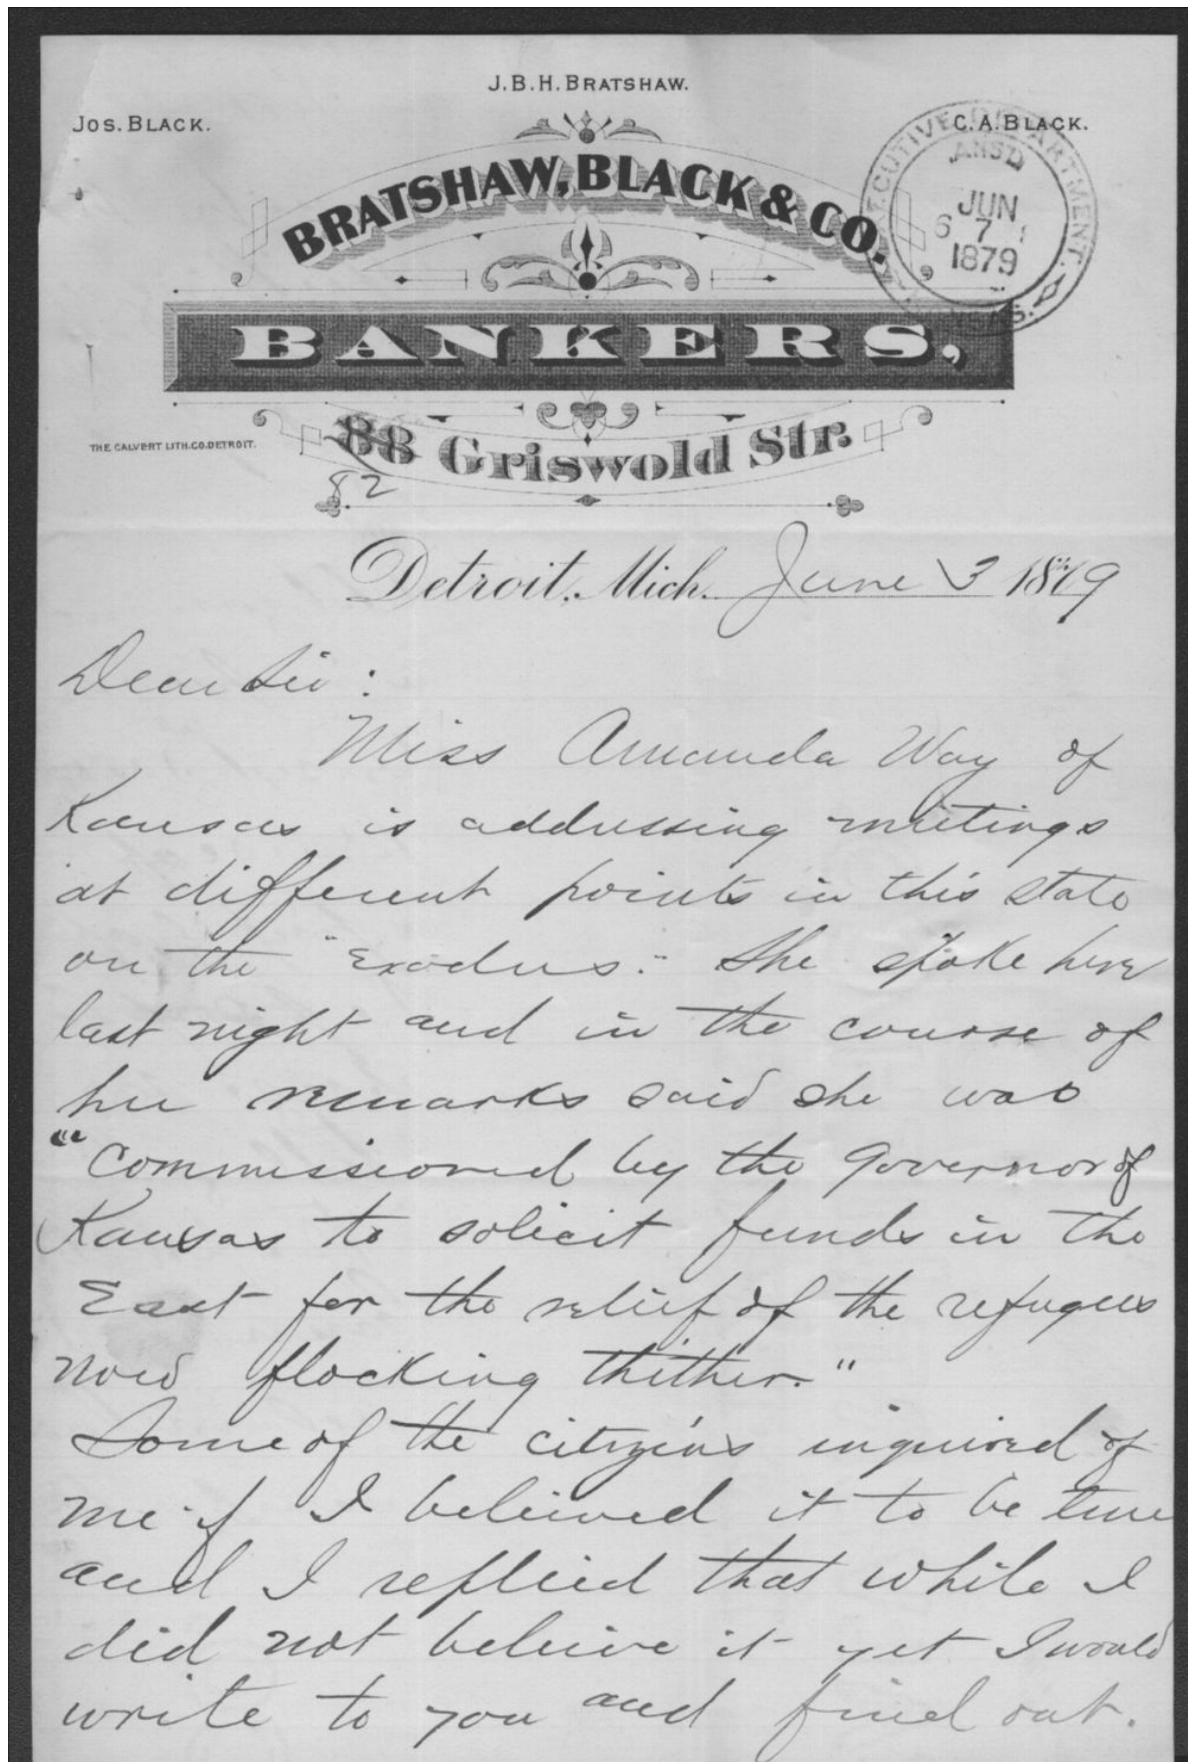 J.B.H. BRATSHAW.
JOS. BLACK.
C.A. BLACK.
BRATSHAW, BLACK & CO.
EXECUTIVE DEPARTMENT.
ANSD
JUN
6 7
1879
KANSAS.
BANKERS,
THE CALVERT LITH.CO.DETROIT.
88 Griswold Str.
82
Detroit, Mich. June 3 1879
Dear Sir:
Miss Amanda Way of
Kansas is addressing meetings
at different points in this state
on the "Exodus." She spoke here
last night and in the course of
her remarks said she was
"Commissioned by the Governor of
Kansas to solicit funds in the
East for the relief of the refugees
now flocking thither."
Some of the citizens inquired of
me if I believed it to be true
and I replied that while I
did not believe it yet I would
write to you and find out.